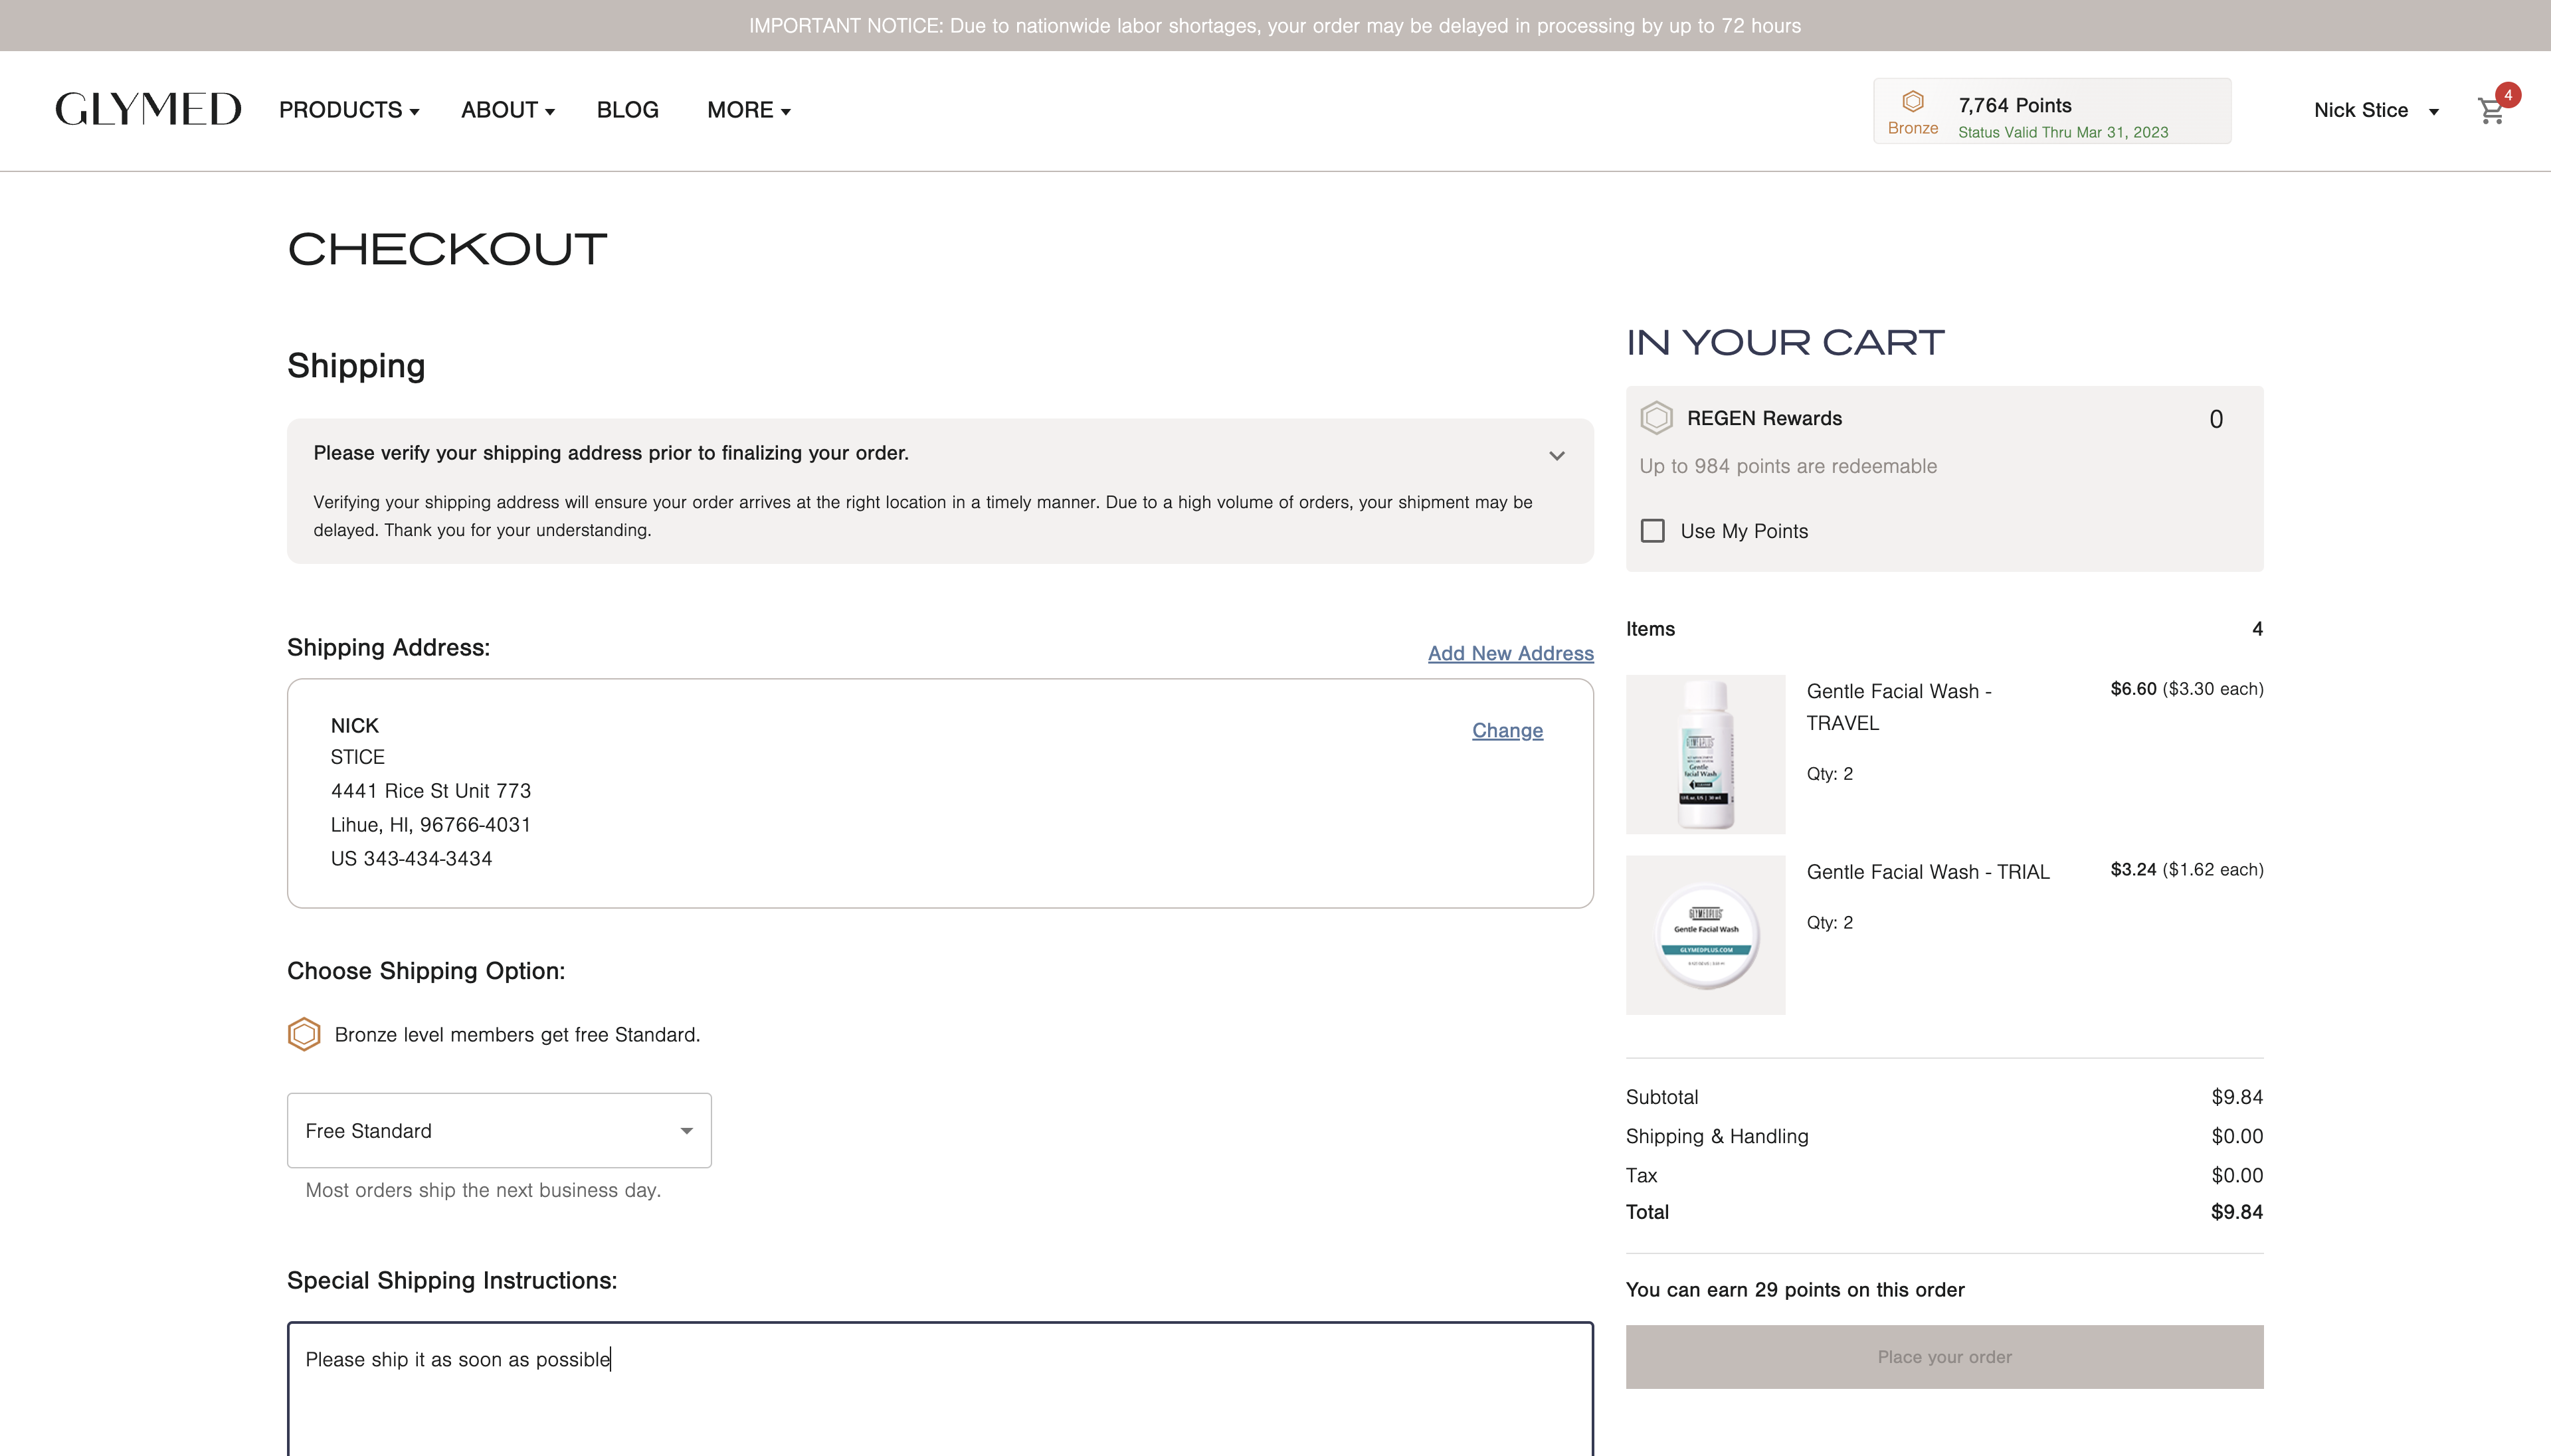 IMPORTANT NOTICE: Due to nationwide labor shortages, your order may be delayed in processing by up to 72 hours
GLYMED
PRODUCTS
ABOUT
BLOG
MORE
Bronze
7,764 Points
Status Valid Thru Mar 31, 2023
Nick Stice
4
CHECKOUT
Shipping
Please verify your shipping address prior to finalizing your order.
Verifying your shipping address will ensure your order arrives at the right location in a timely manner. Due to a high volume of orders, your shipment may be
delayed. Thank you for your understanding.
Shipping Address:
Add New Address
NICK
Change
STICE
4441 Rice St Unit 773
Lihue, HI, 96766-4031
US 343-434-3434
Choose Shipping Option:
Bronze level members get free Standard.
Free Standard
Most orders ship the next business day.
Special Shipping Instructions:
Please ship it as soon as possible
IN YOUR CART
REGEN Rewards
0
Up to 984 points are redeemable
Use My Points
Items
4
GLYMEDPLUS
Gentle
Facial Wash
Gentle Facial Wash -
TRAVEL
$6.60 ($3.30 each)
Qty: 2
GLYMEDPLUS
Gentle Facial Wash
GLYMEDPLUS.COM
Gentle Facial Wash - TRIAL
$3.24 ($1.62 each)
Qty: 2
Subtotal
$9.84
Shipping & Handling
$0.00
Tax
$0.00
Total
$9.84
You can earn 29 points on this order
Place your order